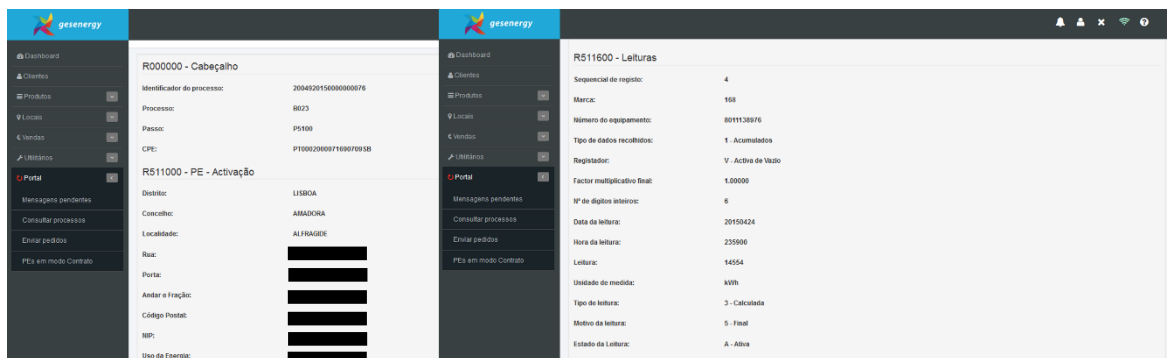 gesenergy
Dashboard
Clientes
Produtos
Locais
Vendas
Utilitários
Portal
Mensagens pendentes
Consultar processos
Enviar pedidos
PEs em modo Contrato
R000000 - Cabeçalho
Identificador do processo: 2004920150000000076
Processo: B023
Passo: P5100
CPE: PT0002000071690709SB
R511000 - PE - Activação
Distrito: LISBOA
Concelho: AMADORA
Localidade: ALFRAGIDE
Rua:
Porta:
Andar e Fração:
Código Postal:
NIP:
Uso da Energia:
gesenergy
Dashboard
Clientes
Produtos
Locais
Vendas
Utilitários
Portal
Mensagens pendentes
Consultar processos
Enviar pedidos
PEs em modo Contrato
R511600 - Leituras
Sequencial de registo: 4
Marca: 168
Número do equipamento: 8011138976
Tipo de dados recolhidos: 1 - Acumulados
Registador: V - Activa de Vazio
Factor multiplicativo final: 1.00000
Nº de dígitos inteiros: 6
Data da leitura: 20150424
Hora da leitura: 235900
Leitura: 14554
Unidade de medida: kWh
Tipo de leitura: 3 - Calculada
Motivo da leitura: 5 - Final
Estado da Leitura: A - Ativa